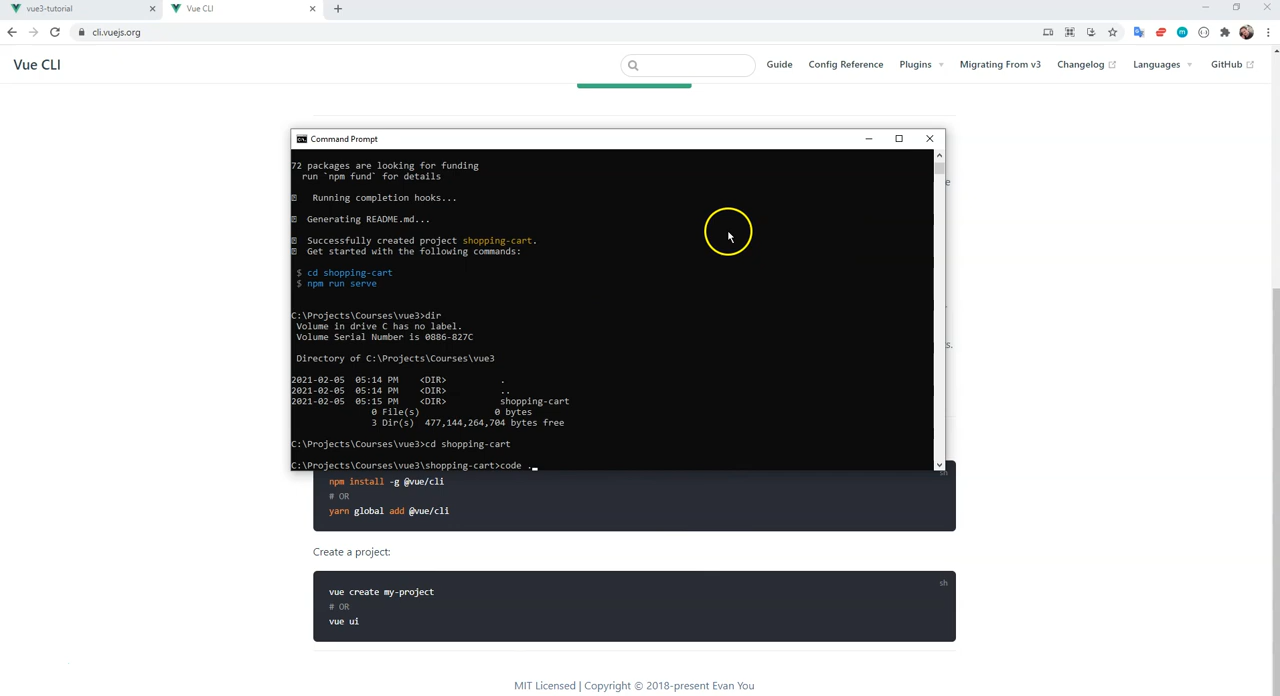 vue3-tutorial
Vue CLI
cli.vuejs.org
Vue CLI
Guide
Config Reference
Plugins
Migrating From v3
Changelog
Languages
GitHub
Command Prompt
72 packages are looking for funding
run `npm fund` for details
Running completion hooks...
Generating README.md...
Successfully created project shopping-cart.
Get started with the following commands:
$ cd shopping-cart
$ npm run serve
C:\Projects\Courses\vue3>dir
Volume in drive C has no label.
Volume Serial Number is 0886-827C
Directory of C:\Projects\Courses\vue3
2021-02-05 05:14 PM <DIR> .
2021-02-05 05:14 PM <DIR> ..
2021-02-05 05:15 PM <DIR> shopping-cart
0 File(s) 0 bytes
3 Dir(s) 477,144,264,704 bytes free
C:\Projects\Courses\vue3>cd shopping-cart
C:\Projects\Courses\vue3\shopping-cart>code .
npm install -g @vue/cli
# OR
yarn global add @vue/cli
Create a project:
sh
vue create my-project
# OR
vue ui
MIT Licensed | Copyright © 2018-present Evan You